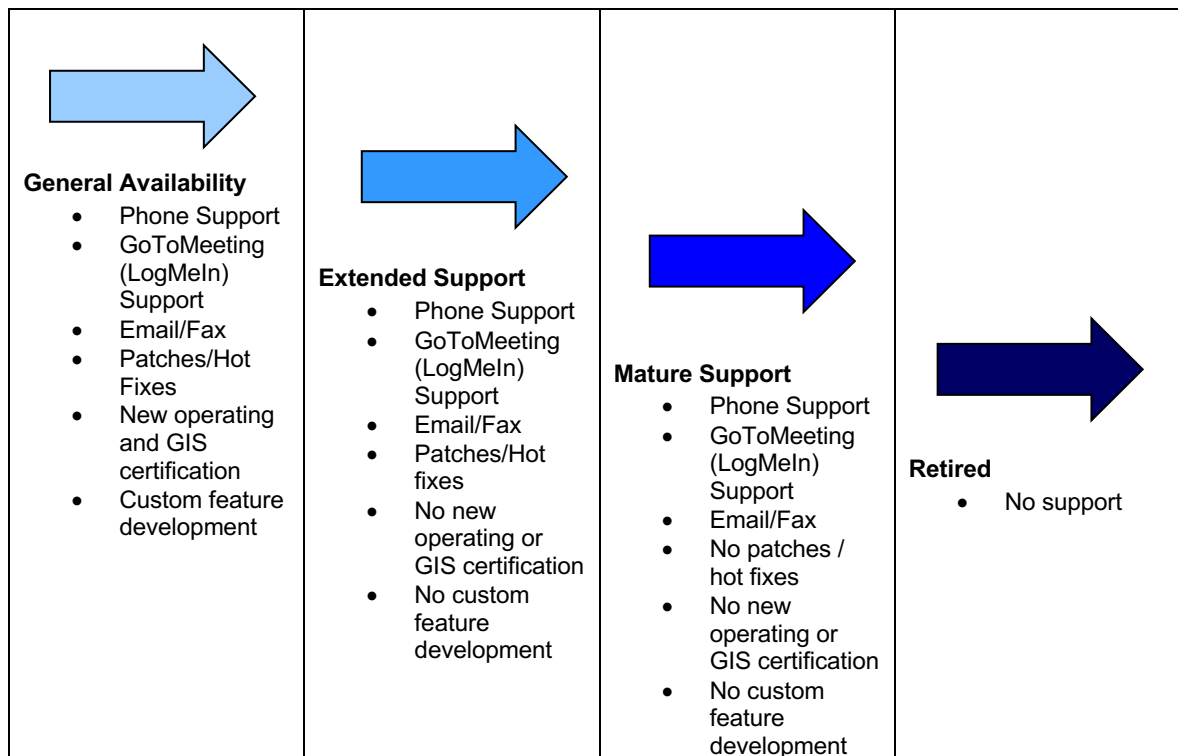 General Availability
• Phone Support
• GoToMeeting
(LogMeIn)
Support
• Email/Fax
• Patches/Hot
Fixes
• New operating
and GIS
certification
• Custom feature
development
Extended Support
• Phone Support
• GoToMeeting
(LogMeIn)
Support
• Email/Fax
• Patches/Hot
fixes
• No new
operating or
GIS certification
• No custom
feature
development
Mature Support
• Phone Support
• GoToMeeting
(LogMeIn)
Support
• Email/Fax
• No patches /
hot fixes
• No new
operating or
GIS certification
• No custom
feature
development
Retired
• No support